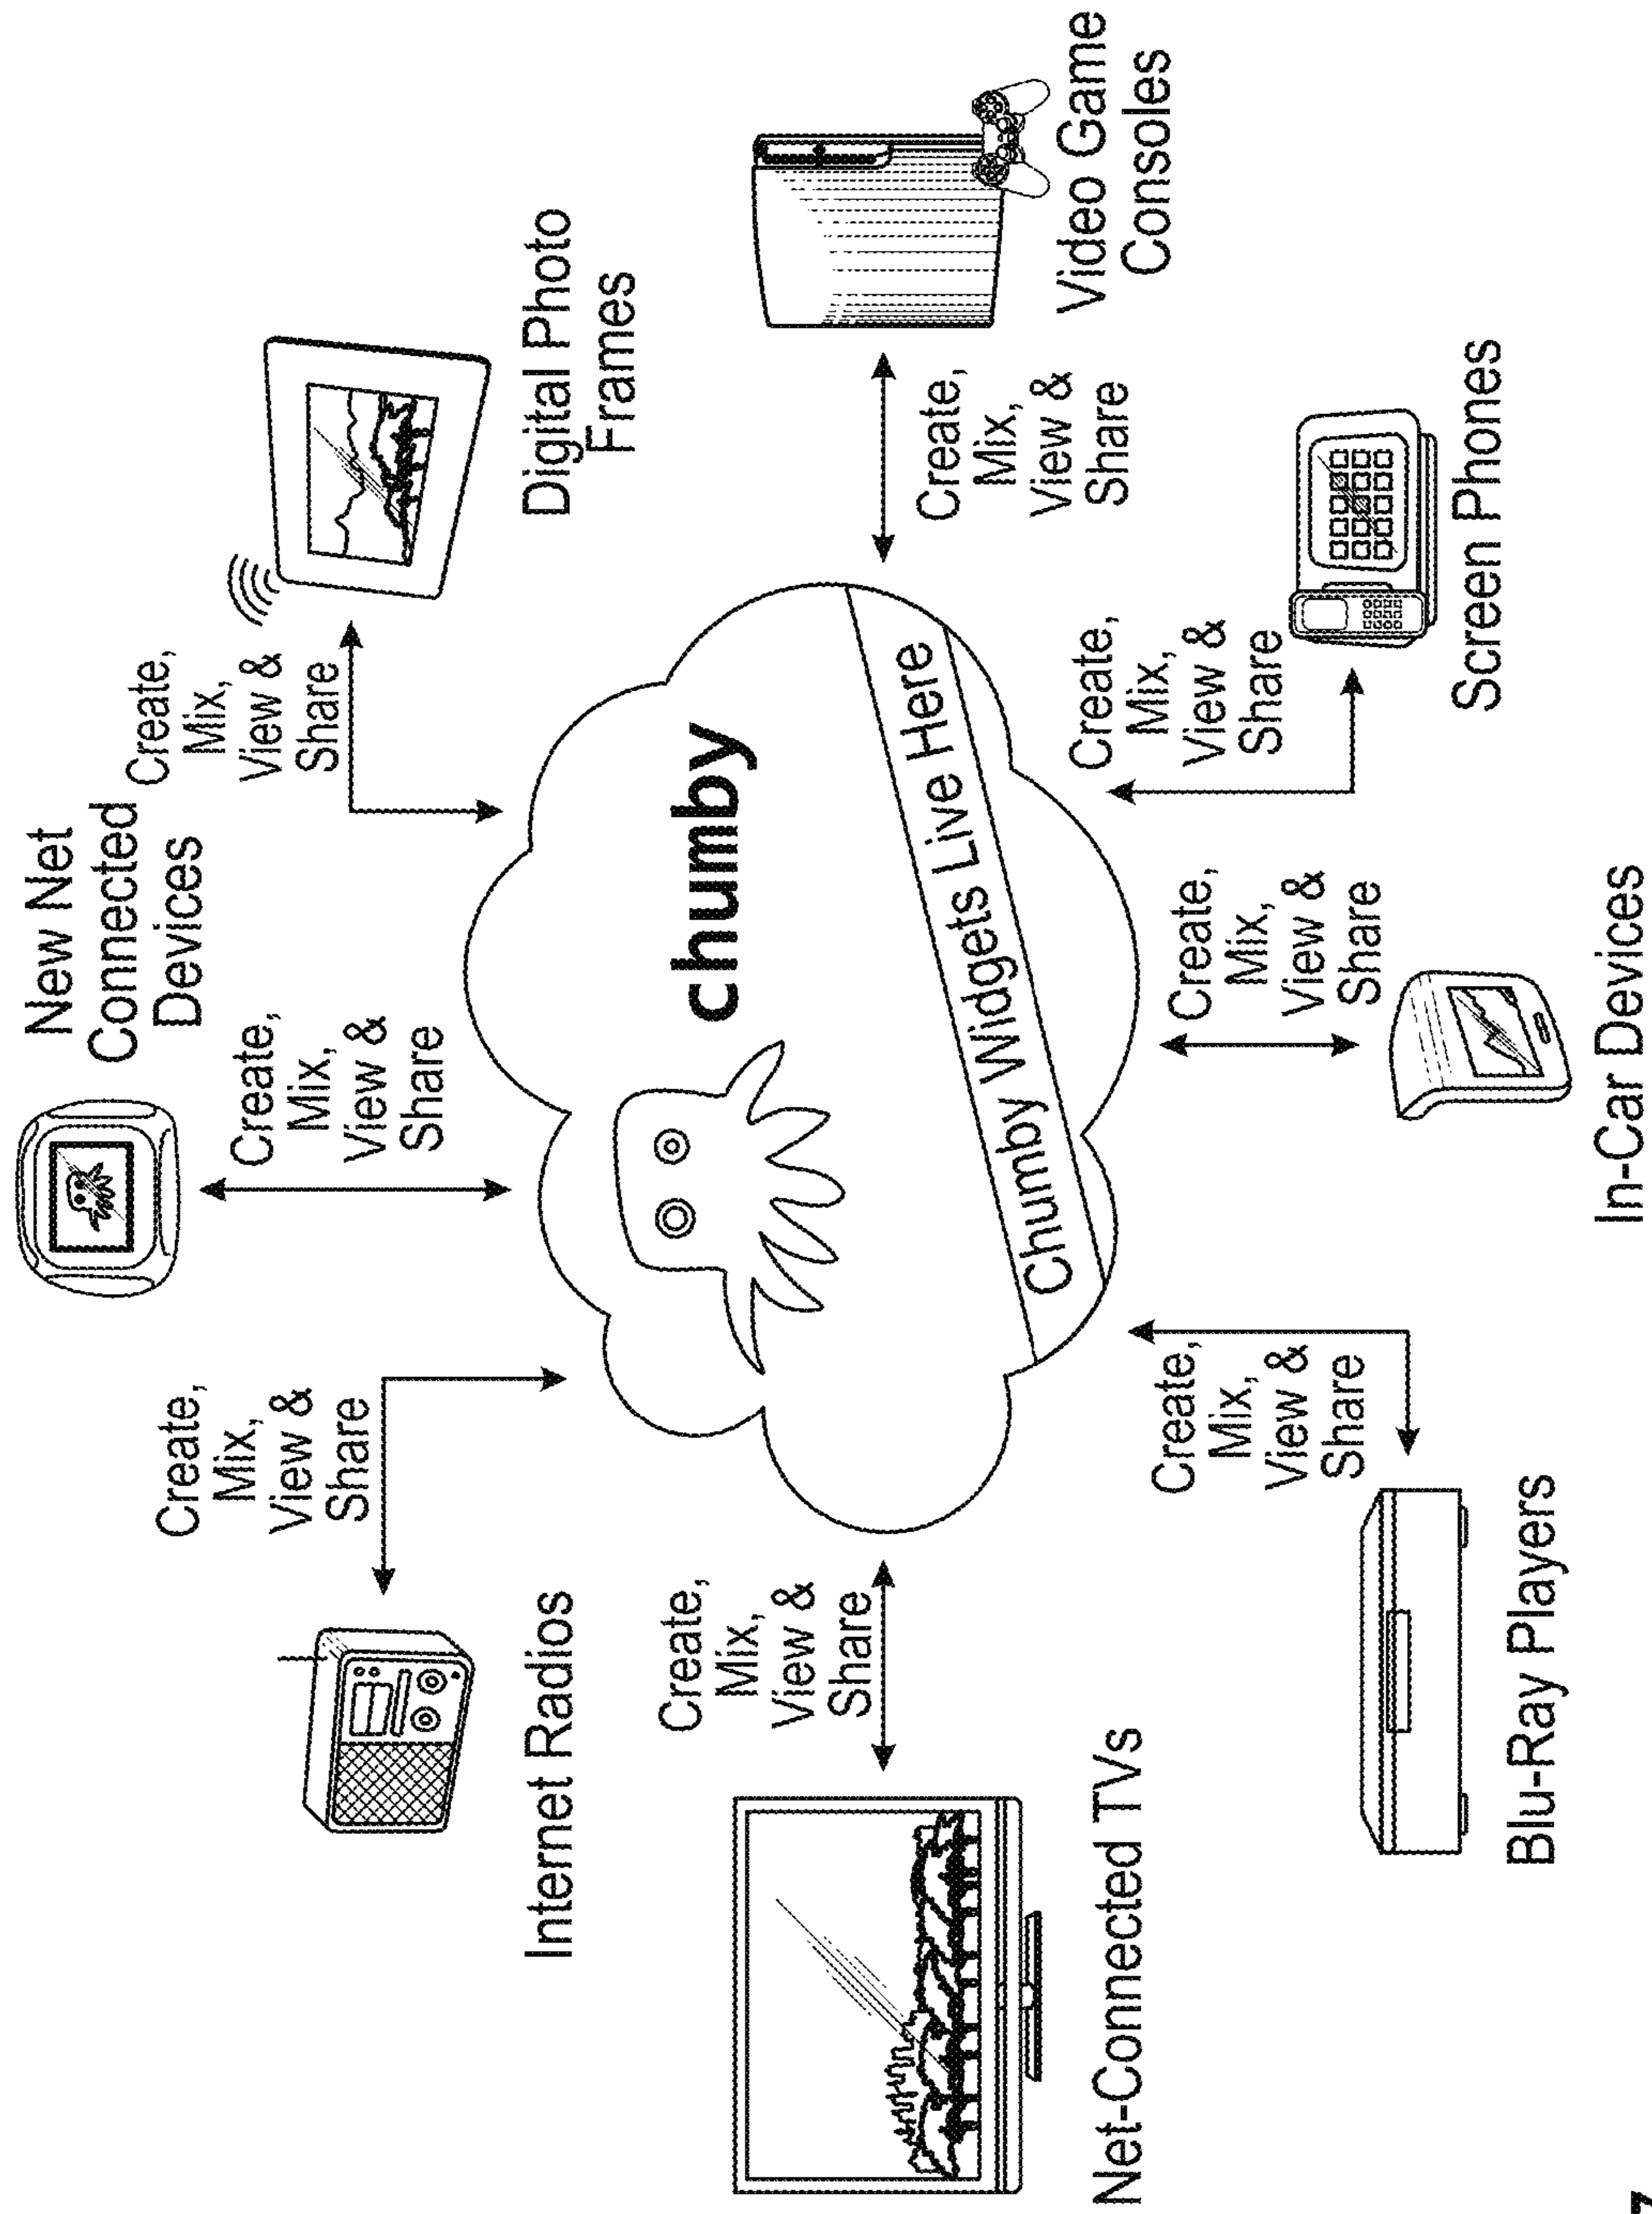 New Net
Connected
Devices
Internet Radios
Digital Photo
Frames
Create,
Mix,
View &
Share
Create,
Mix,
View &
Share
Create,
Mix,
View &
Share
Net-Connected TVs
Create,
Mix,
View &
Share
chumby
Chumby Widgets Live Here
Create,
Mix,
View &
Share
Video Game
Consoles
Create,
Mix,
View &
Share
Create,
Mix,
View &
Share
Create,
Mix,
View &
Share
Blu-Ray Players
In-Car Devices
Screen Phones